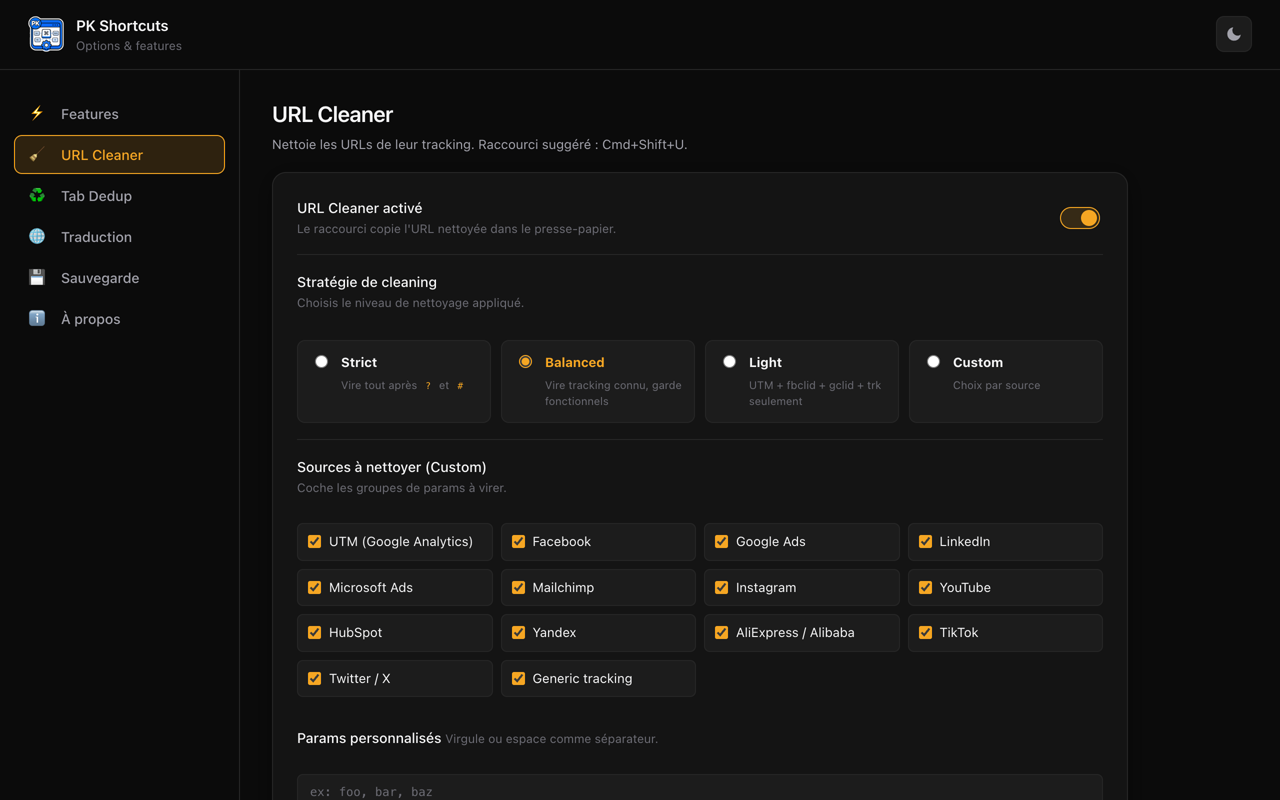 PK
PK Shortcuts
Options & features
Features
URL Cleaner
Tab Dedup
Traduction
Sauvegarde
À propos
URL Cleaner
Nettoie les URLs de leur tracking. Raccourci suggéré : Cmd+Shift+U.
URL Cleaner activé
Le raccourci copie l'URL nettoyée dans le presse-papier.
Stratégie de cleaning
Choisis le niveau de nettoyage appliqué.
Strict
Vire tout après ? et #
Balanced
Vire tracking connu, garde
fonctionnels
Light
UTM + fbclid + gclid + trk
seulement
Custom
Choix par source
Sources à nettoyer (Custom)
Coche les groupes de params à virer.
UTM (Google Analytics)
Facebook
Google Ads
LinkedIn
Microsoft Ads
Mailchimp
Instagram
YouTube
HubSpot
Yandex
AliExpress / Alibaba
TikTok
Twitter / X
Generic tracking
Params personnalisés Virgule ou espace comme séparateur.
ex: foo, bar, baz